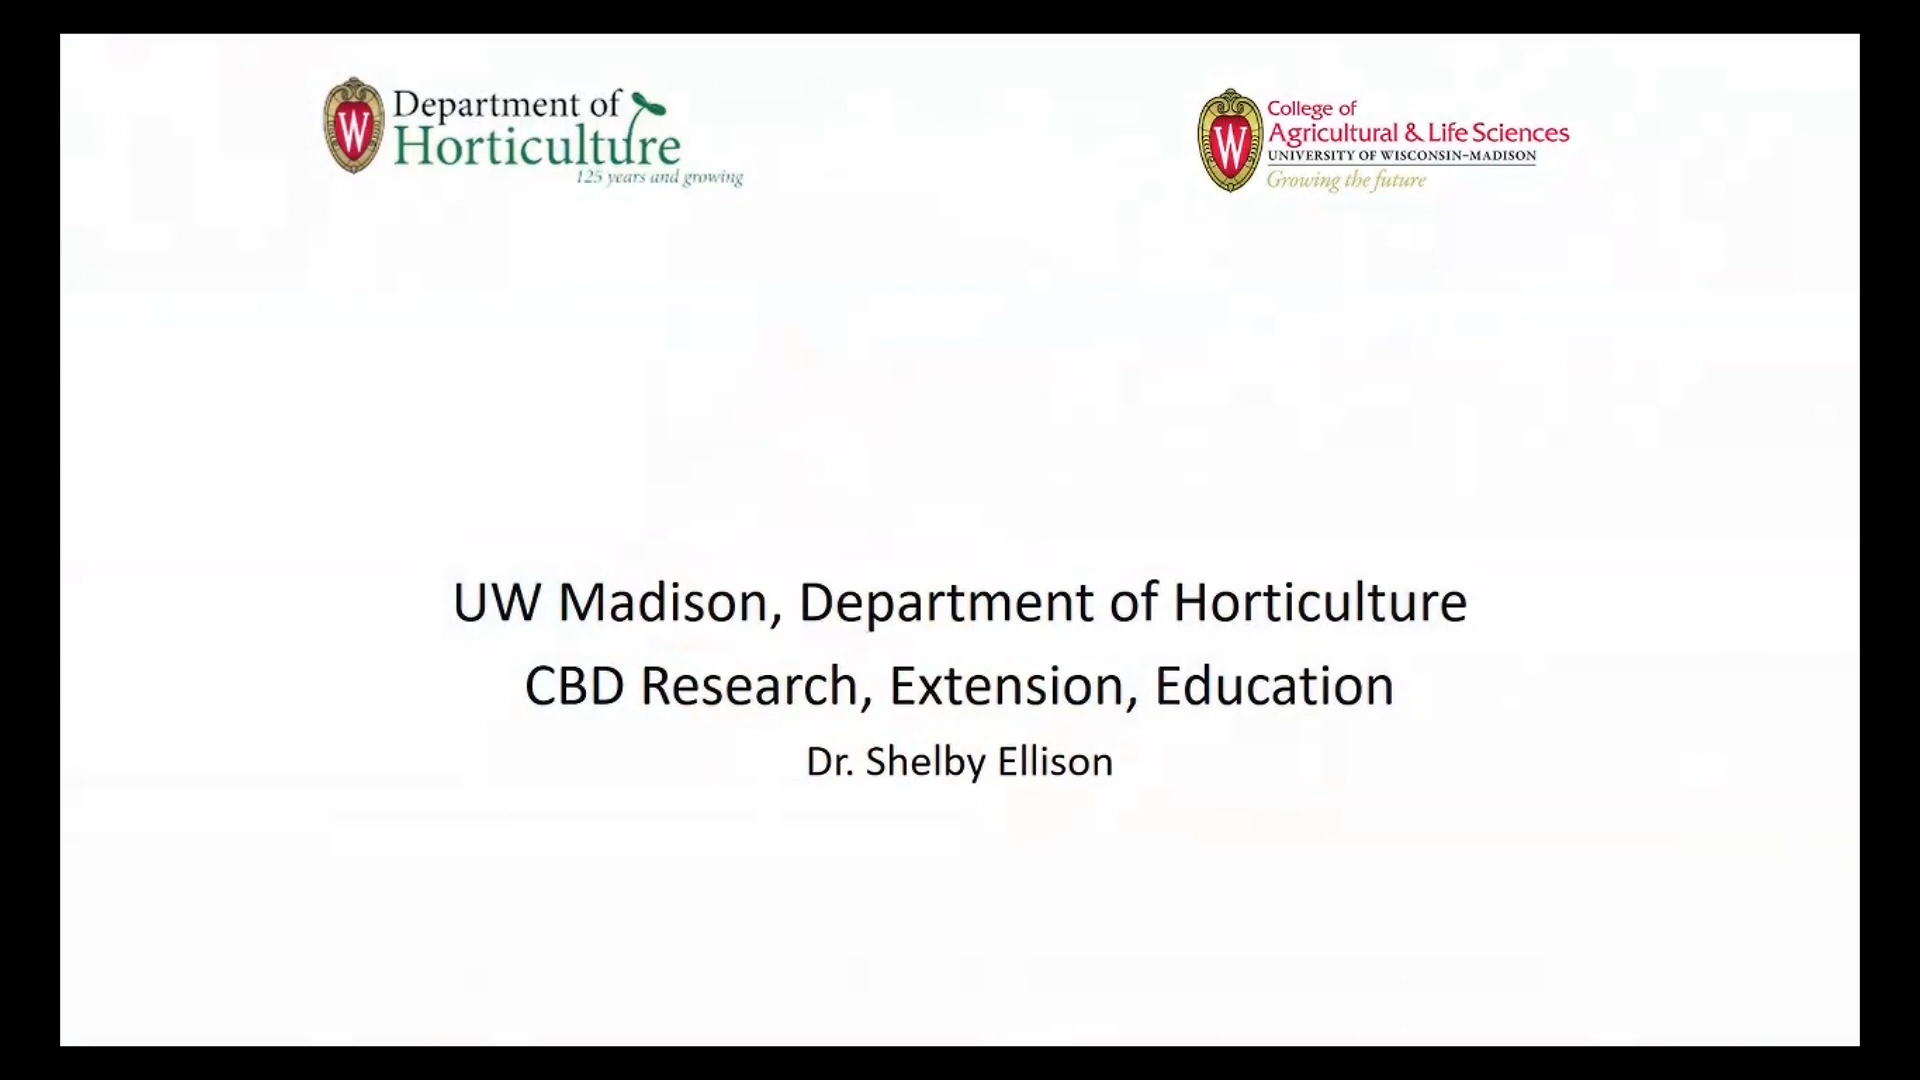 W Department of
Horticulture
125 years and growing
W College of
Agricultural & Life Sciences
UNIVERSITY OF WISCONSIN-MADISON
Growing the future
UW Madison, Department of Horticulture
CBD Research, Extension, Education
Dr. Shelby Ellison